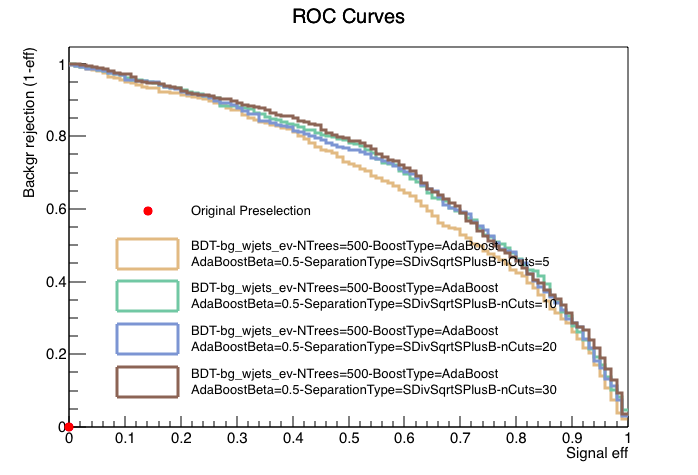 ROC Curves
Backgr rejection (1-eff)
1
0.8
0.6
0.4
0.2
0
Original Preselection
BDT-bg_wjets_ev-NTrees=500-BoostType=AdaBoost
AdaBoostBeta=0.5-SeparationType=SDivSqrtSPlusB-nCuts=5
BDT-bg_wjets_ev-NTrees=500-BoostType=AdaBoost
AdaBoostBeta=0.5-SeparationType=SDivSqrtSPlusB-nCuts=10
BDT-bg_wjets_ev-NTrees=500-BoostType=AdaBoost
AdaBoostBeta=0.5-SeparationType=SDivSqrtSPlusB-nCuts=20
BDT-bg_wjets_ev-NTrees=500-BoostType=AdaBoost
AdaBoostBeta=0.5-SeparationType=SDivSqrtSPlusB-nCuts=30
0 0.1 0.2 0.3 0.4 0.5 0.6 0.7 0.8 0.9 1
Signal eff